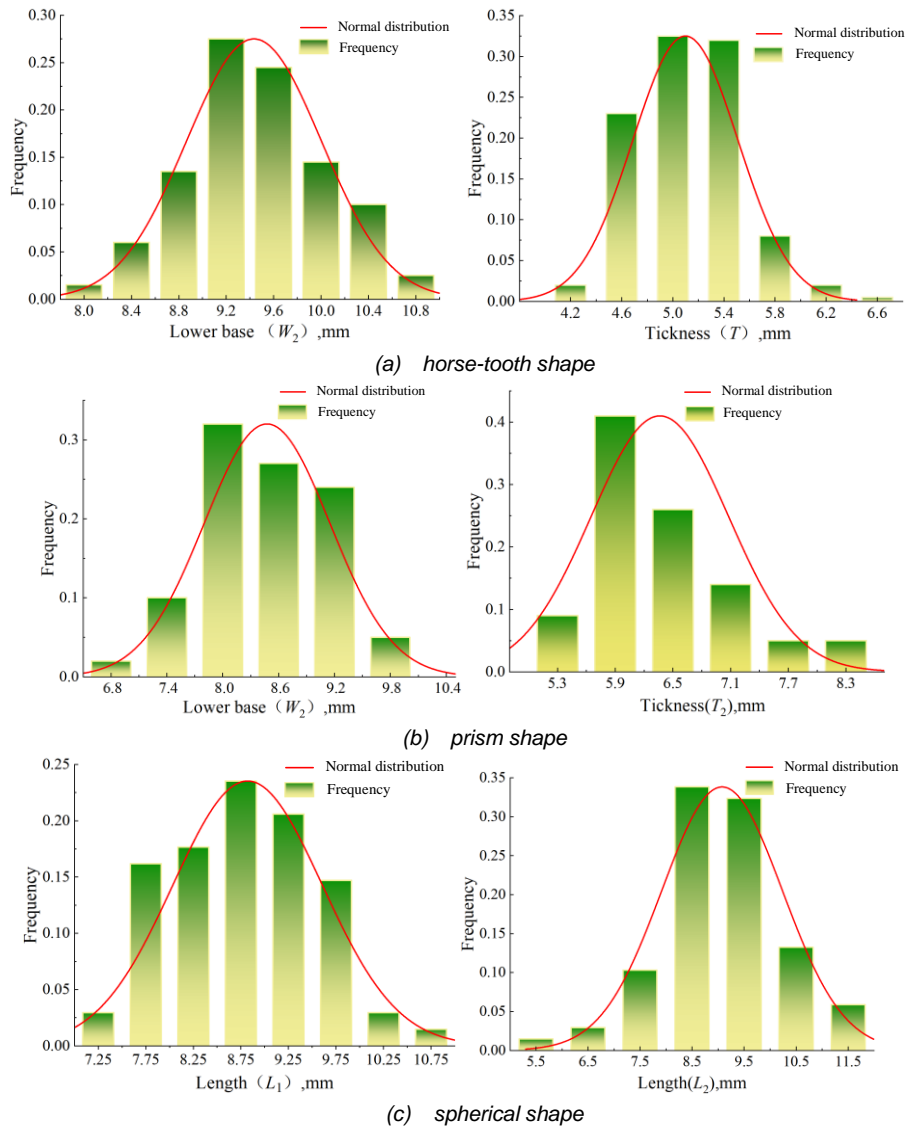 Normal distribution
Frequency
0.30
0.25
0.20
0.15
0.10
0.05
0.00
Frequency
8.0 8.4 8.8 9.2 9.6 10.0 10.4 10.8
Lower base （W₂）,mm
Normal distribution
Frequency
0.35
0.30
0.25
0.20
0.15
0.10
0.05
0.00
Frequency
4.2 4.6 5.0 5.4 5.8 6.2 6.6
Tickness（T）,mm
(a) horse-tooth shape
Normal distribution
Frequency
0.3
0.2
0.1
0.0
Frequency
6.8 7.4 8.0 8.6 9.2 9.8 10.4
Lower base（W₂）,mm
Normal distribution
Frequency
0.4
0.3
0.2
0.1
0.0
Frequency
5.3 5.9 6.5 7.1 7.7 8.3
Tickness(T₂),mm
(b) prism shape
Normal distribution
Frequency
0.25
0.20
0.15
0.10
0.05
0.00
Frequency
7.25 7.75 8.25 8.75 9.25 9.75 10.25 10.75
Length（L₁）,mm
Normal distribution
Frequency
0.35
0.30
0.25
0.20
0.15
0.10
0.05
0.00
Frequency
5.5 6.5 7.5 8.5 9.5 10.5 11.5
Length(L₂),mm
(c) spherical shape